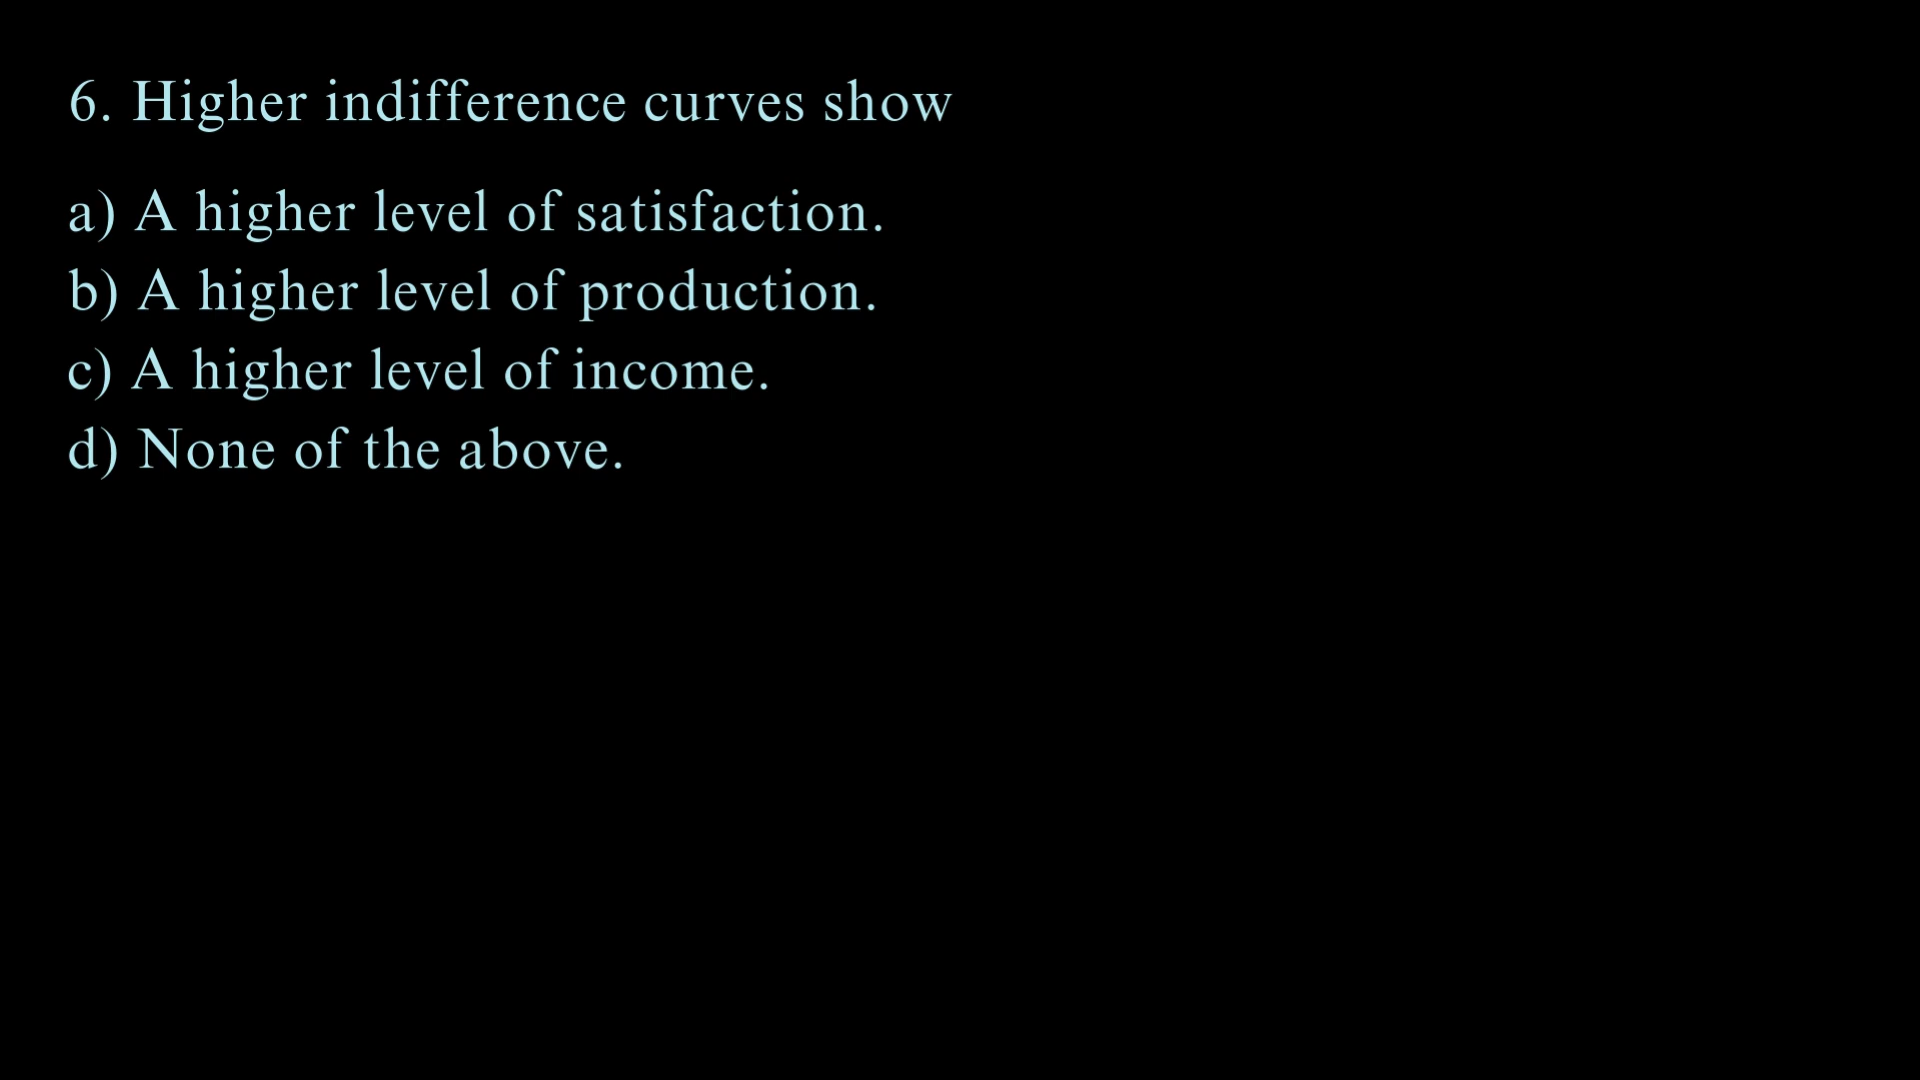 6. Higher indifference curves show
a) A higher level of satisfaction.
b) A higher level of production.
c) A higher level of income.
d) None of the above.